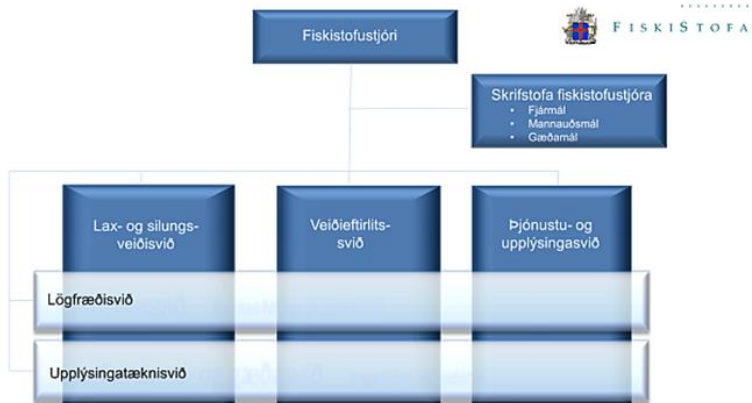 Fiskistofustjóri
FISKISTOFA
Skrifstofa fiskistofustjóra
• Fjármál
• Mannauðsmál
• Gæðamál
Lax- og silungs-
veiðisvið
Veiðieftirlits-
svið
Þjónustu- og
upplýsingasvið
Lögfræðisvið
Upplýsingatæknisvið